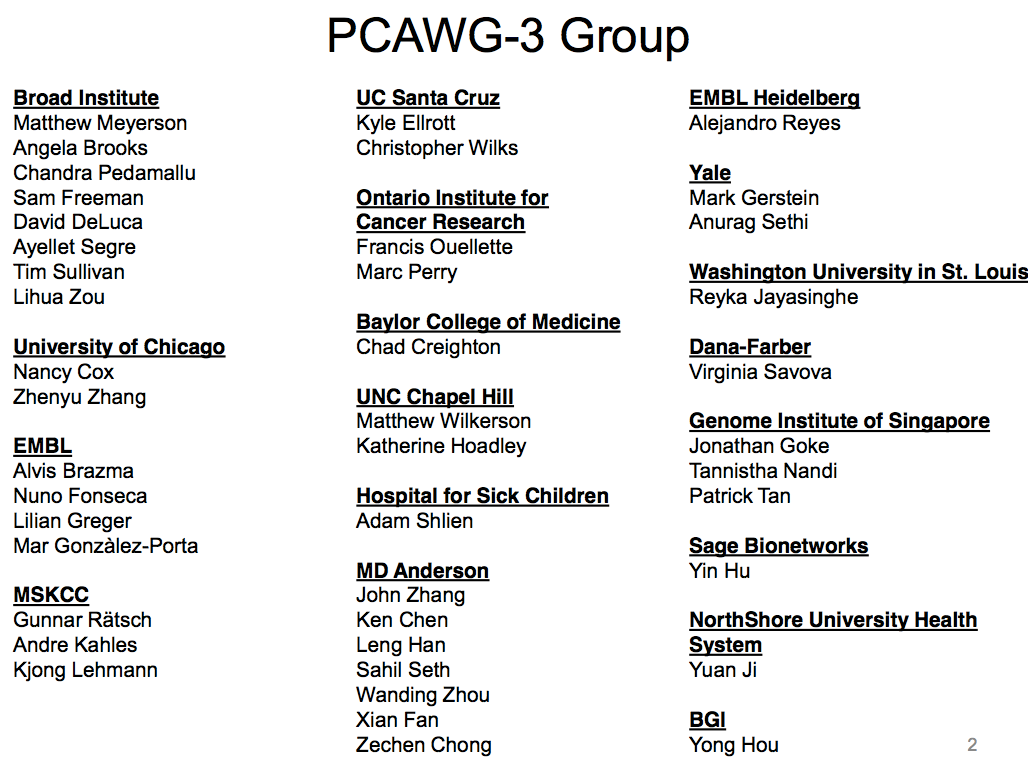 PCAWG-3 Group
Broad Institute
Matthew Meyerson
Angela Brooks
Chandra Pedamallu
Sam Freeman
David DeLuca
Ayellet Segre
Tim Sullivan
Lihua Zou
University of Chicago
Nancy Cox
Zhenyu Zhang
EMBL
Alvis Brazma
Nuno Fonseca
Lilian Greger
Mar Gonzàlez-Porta
MSKCC
Gunnar Rätsch
Andre Kahles
Kjong Lehmann
UC Santa Cruz
Kyle Ellrott
Christopher Wilks
Ontario Institute for
Cancer Research
Francis Ouellette
Marc Perry
Baylor College of Medicine
Chad Creighton
UNC Chapel Hill
Matthew Wilkerson
Katherine Hoadley
Hospital for Sick Children
Adam Shlien
MD Anderson
John Zhang
Ken Chen
Leng Han
Sahil Seth
Wanding Zhou
Xian Fan
Zechen Chong
EMBL Heidelberg
Alejandro Reyes
Yale
Mark Gerstein
Anurag Sethi
Washington University in St. Louis
Reyka Jayasinghe
Dana-Farber
Virginia Savova
Genome Institute of Singapore
Jonathan Goke
Tannistha Nandi
Patrick Tan
Sage Bionetworks
Yin Hu
NorthShore University Health
System
Yuan Ji
BGI
Yong Hou
2